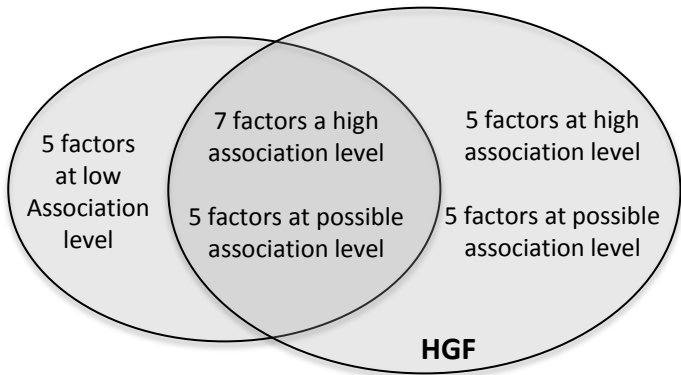 5 factors
at low
Association
level
7 factors a high
association level
5 factors at possible
association level
5 factors at high
association level
5 factors at possible
association level
HGF